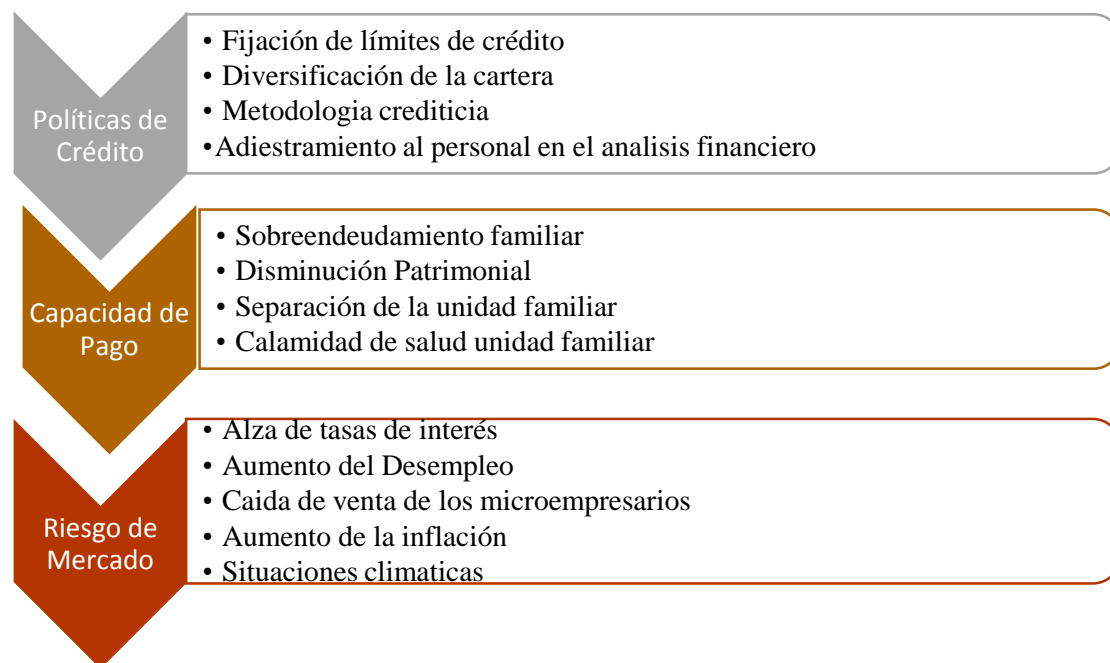 Políticas de
Crédito
• Fijación de límites de crédito
• Diversificación de la cartera
• Metodologia crediticia
•Adiestramiento al personal en el analisis financiero
Capacidad de
Pago
• Sobreendeudamiento familiar
• Disminución Patrimonial
• Separación de la unidad familiar
• Calamidad de salud unidad familiar
Riesgo de
Mercado
• Alza de tasas de interés
• Aumento del Desempleo
• Caida de venta de los microempresarios
• Aumento de la inflación
• Situaciones climaticas